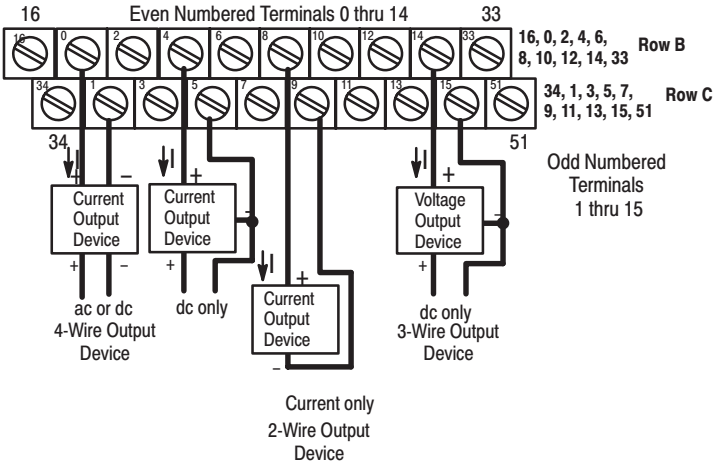 16 Even Numbered Terminals 0 thru 14 33
16 0 2 4 6 8 10 12 14 33
16, 0, 2, 4, 6,
8, 10, 12, 14, 33
Row B
34 1 3 5 7 9 11 13 15 51
34, 1, 3, 5, 7,
9, 11, 13, 15, 51
Row C
34
51
Odd Numbered
Terminals
1 thru 15
I
+ –
Current
Output
Device
+ –
ac or dc
4-Wire Output
Device
I
+
Current
Output
Device
–
+
dc only
I
+
Current
Output
Device
–
Current only
2-Wire Output
Device
I
+
Voltage
Output
Device
–
+
dc only
3-Wire Output
Device